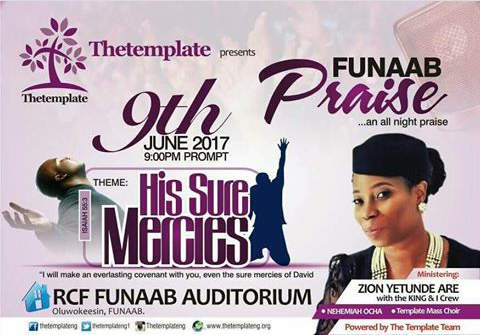 Thetemplate
Thetemplate presents
FUNAAB
Praise
...an all night praise
9th
JUNE 2017
9:00PM PROMPT
THEME:
ISAIAH 55:3
His Sure
Mercies
"I will make an everlasting covenant with you, even the sure mercies of David
RCF FUNAAB AUDITORIUM
Oluwokeesin, FUNAAB.
Ministering:
ZION YETUNDE ARE
with the KING & I Crew
• NEHEMIAH OCHA • Template Mass Choir
templateng thetemplateng1 Thetemplateng www.thetemplateng.org
Powered by The Template Team